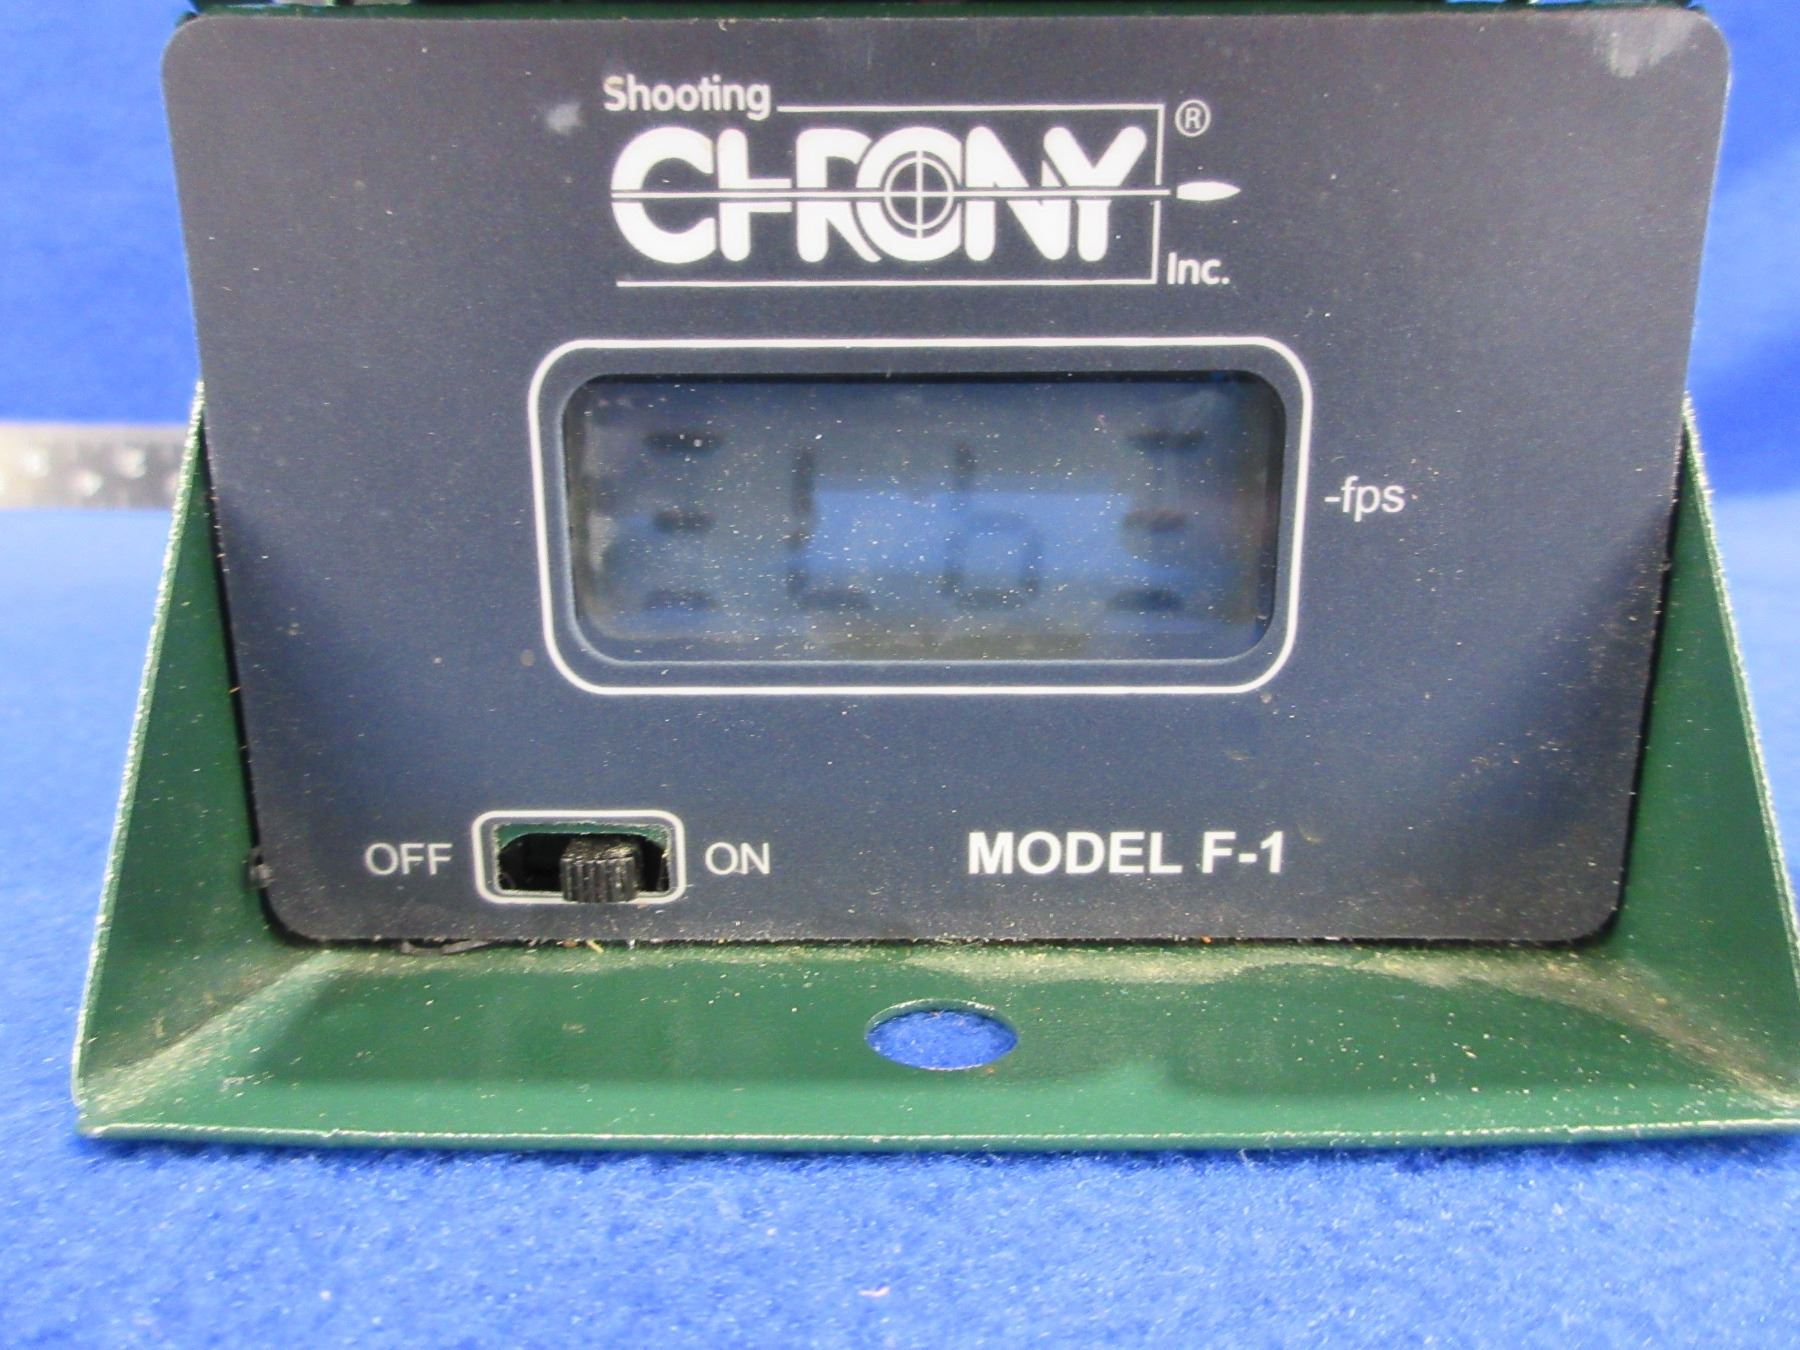 Shooting
CHRONY ®
Inc.
-fps
OFF ON
MODEL F-1